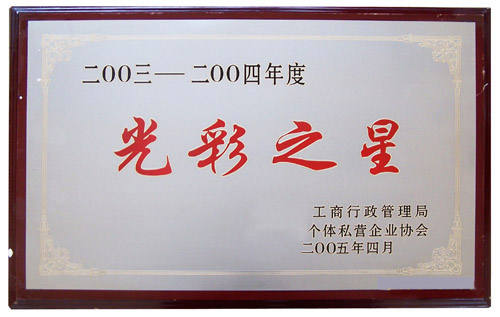 二00三—二00四年度
光彩之星
工商行政管理局
个体私营企业协会
二00五年四月